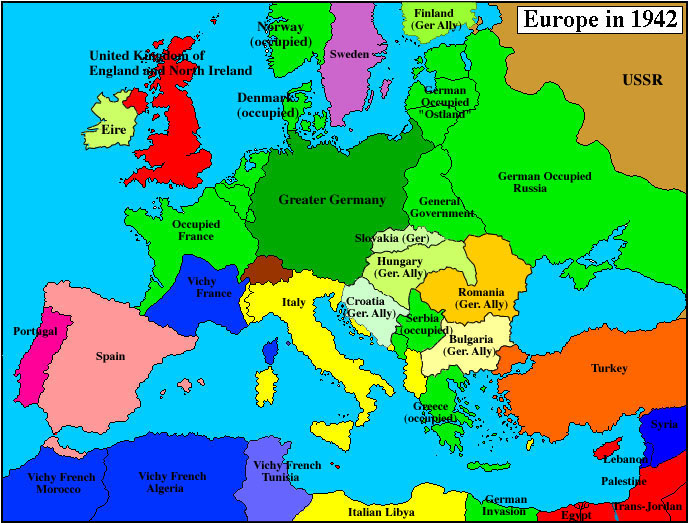 Europe in 1942
Finland
(Ger Ally)
Norway
(occupied)
Sweden
United Kingdom of
England and North Ireland
USSR
Denmark
(occupied)
German
Occupied
"Ostland"
Eire
German Occupied
Russia
Greater Germany
General
Government
Occupied
France
Slovakia (Ger)
Hungary
(Ger. Ally)
Vichy
France
Italy
Croatia
(Ger. Ally)
Romania
(Ger. Ally)
Serbia
(occupied)
Portugal
Spain
Bulgaria
(Ger. Ally)
Turkey
Greece
(occupied)
Syria
Lebanon
Vichy French
Morocco
Vichy French
Algeria
Vichy French
Tunisia
Palestine
Italian Libya
German
Invasion
Egypt
Trans-Jordan